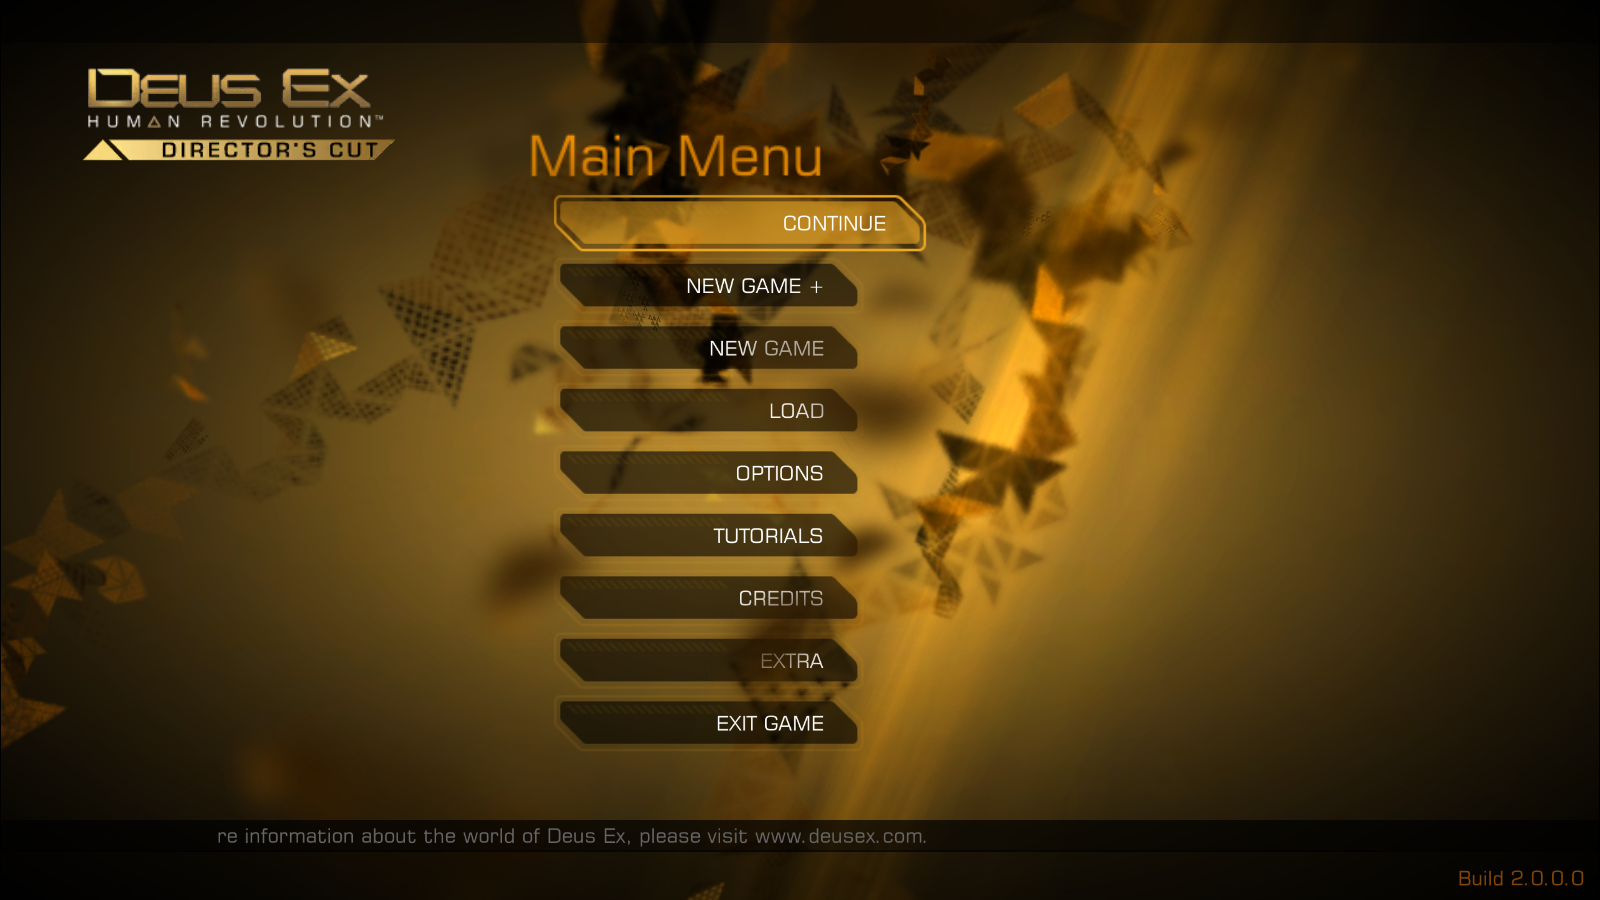 DEUS EX
HUMAN REVOLUTION™
DIRECTOR'S CUT
Main Menu
CONTINUE
NEW GAME +
NEW GAME
LOAD
OPTIONS
TUTORIALS
CREDITS
EXTRA
EXIT GAME
re information about the world of Deus Ex, please visit www.deusex.com.
Build 2.0.0.0